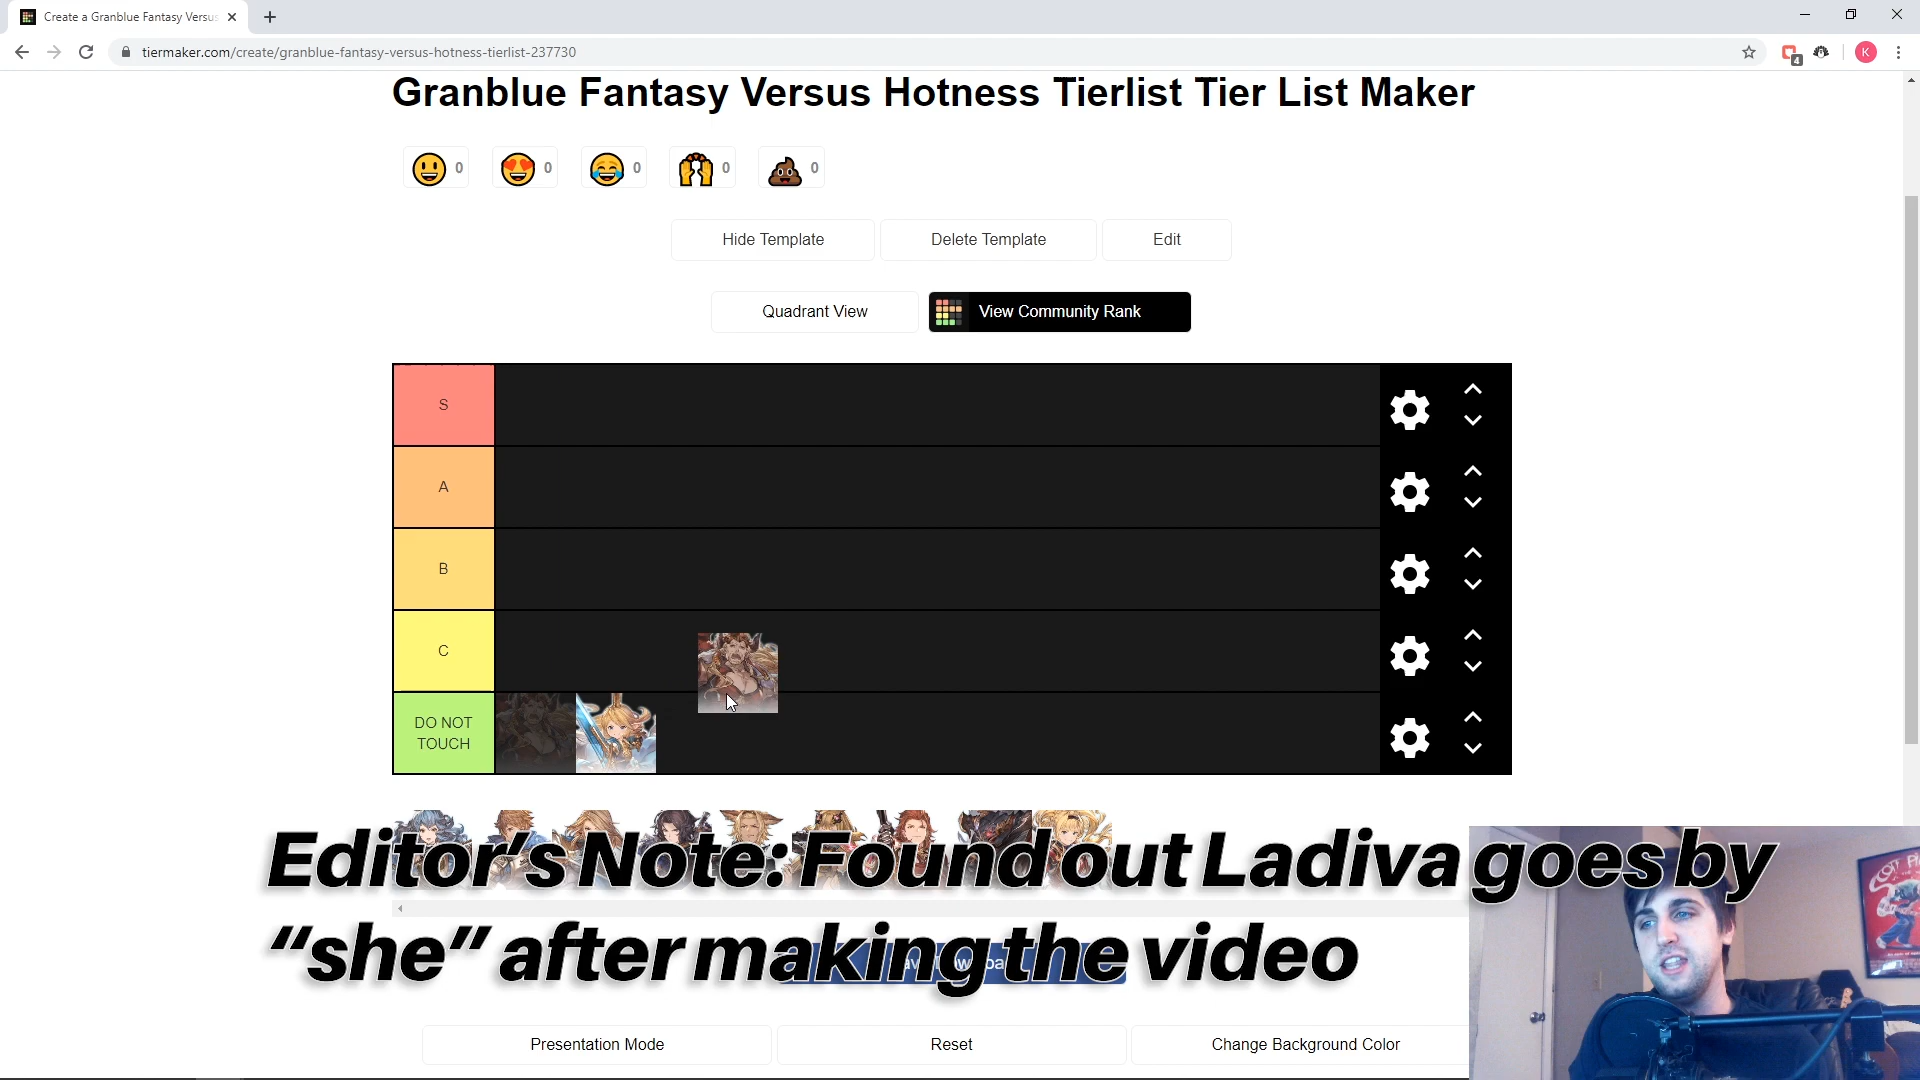 Create a Granblue Fantasy Versus
tiermaker.com/create/granblue-fantasy-versus-hotness-tierlist-237730
4
K
Granblue Fantasy Versus Hotness Tierlist Tier List Maker
0
0
0
0
0
Hide Template
Delete Template
Edit
Quadrant View
View Community Rank
S
A
B
C
DO NOT
TOUCH
Editor's Note: Found out Ladiva goes by
"she" after making the video
Presentation Mode
Reset
Change Background Color